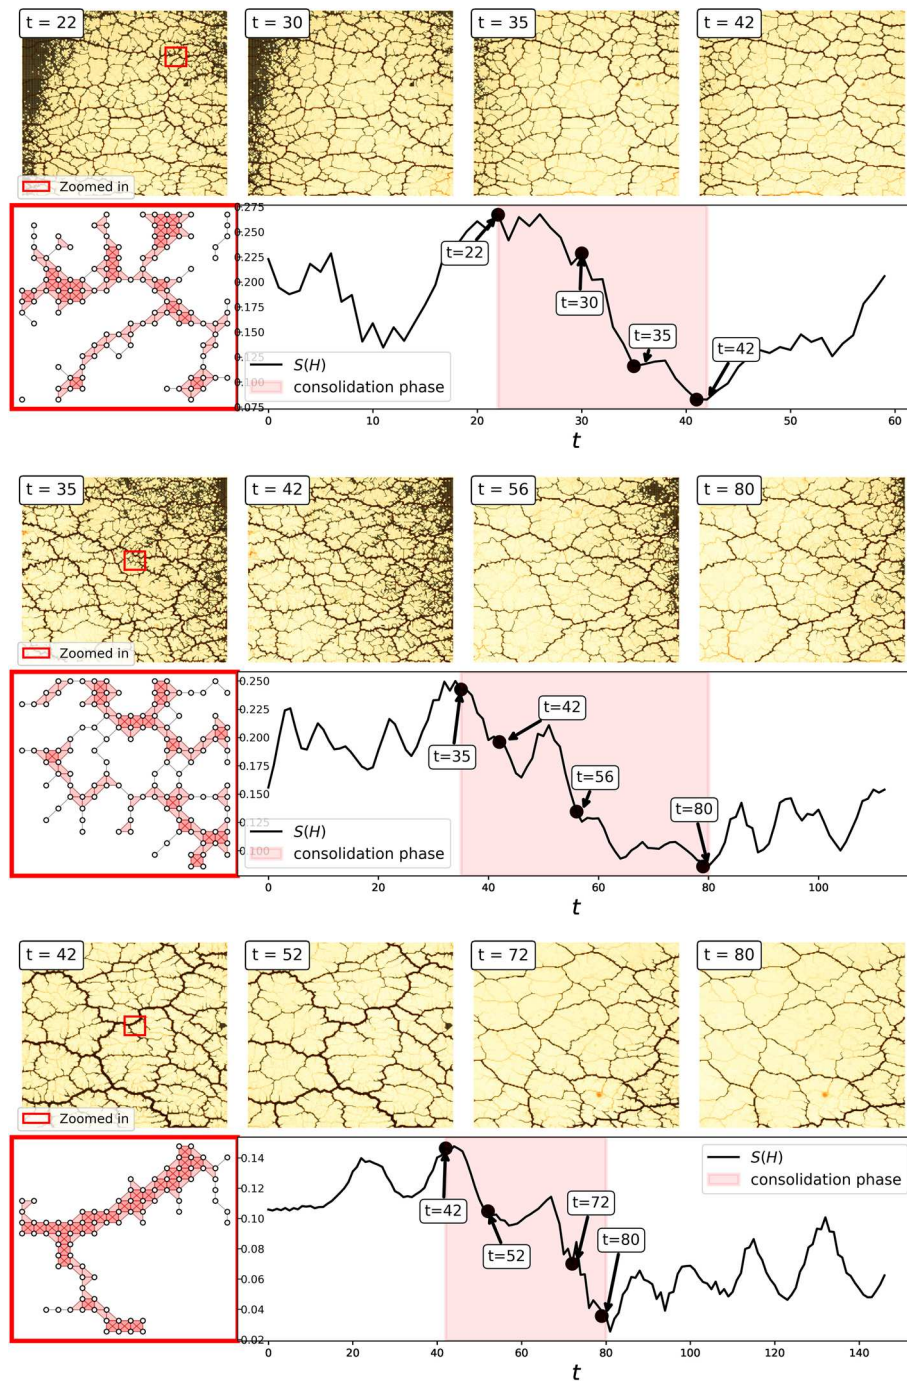 t = 22
t = 30
t = 35
t = 42
Zoomed in
0.275
0.250
0.225
0.200
0.175
0.150
0.125
0.100
0.075
t=22
t=30
t=35
t=42
S(H)
consolidation phase
0 10 20 30 40 50 60
t
t = 35
t = 42
t = 56
t = 80
Zoomed in
0.250
0.225
0.200
0.175
0.150
0.125
0.100
t=35
t=42
t=56
t=80
S(H)
consolidation phase
0 20 40 60 80 100
t
t = 42
t = 52
t = 72
t = 80
Zoomed in
0.14
0.12
0.10
0.08
0.06
0.04
0.02
t=42
t=52
t=72
t=80
S(H)
consolidation phase
0 20 40 60 80 100 120 140
t